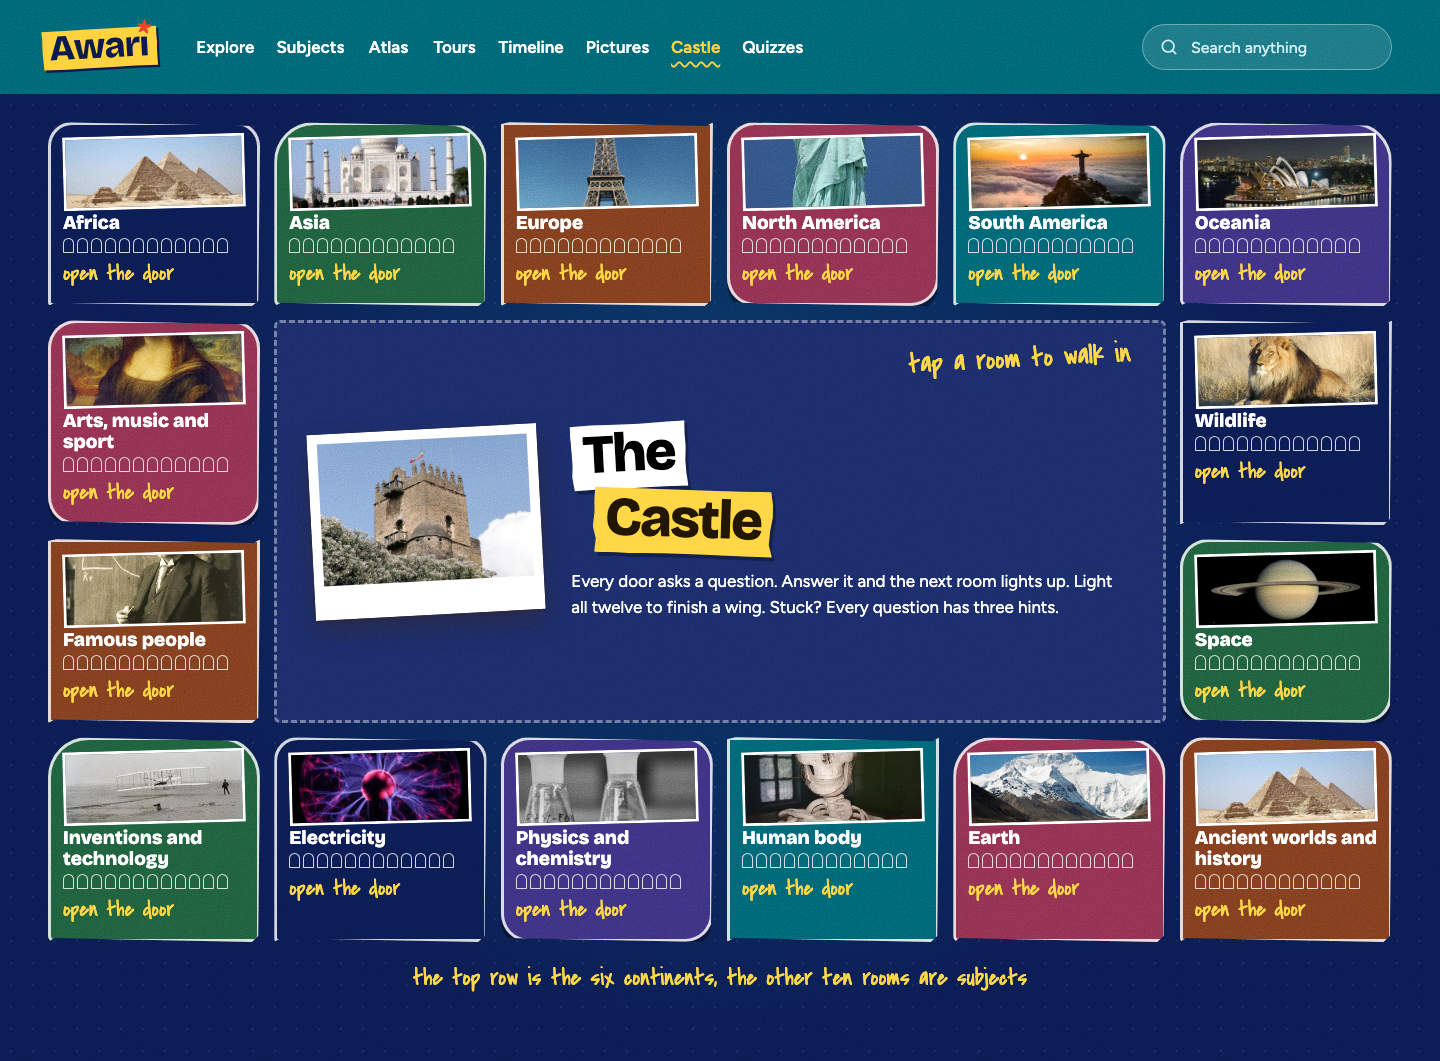 Awari
Explore Subjects Atlas Tours Timeline Pictures Castle Quizzes
Search anything
Africa
open the door
Asia
open the door
Europe
open the door
North America
open the door
South America
open the door
Oceania
open the door
Arts, music and
sport
open the door
tap a room to walk in
The
Castle
Every door asks a question. Answer it and the next room lights up. Light
all twelve to finish a wing. Stuck? Every question has three hints.
Wildlife
open the door
Famous people
open the door
Space
open the door
Inventions and
technology
open the door
Electricity
open the door
Physics and
chemistry
open the door
Human body
open the door
Earth
open the door
Ancient worlds and
history
open the door
the top row is the six continents, the other ten rooms are subjects